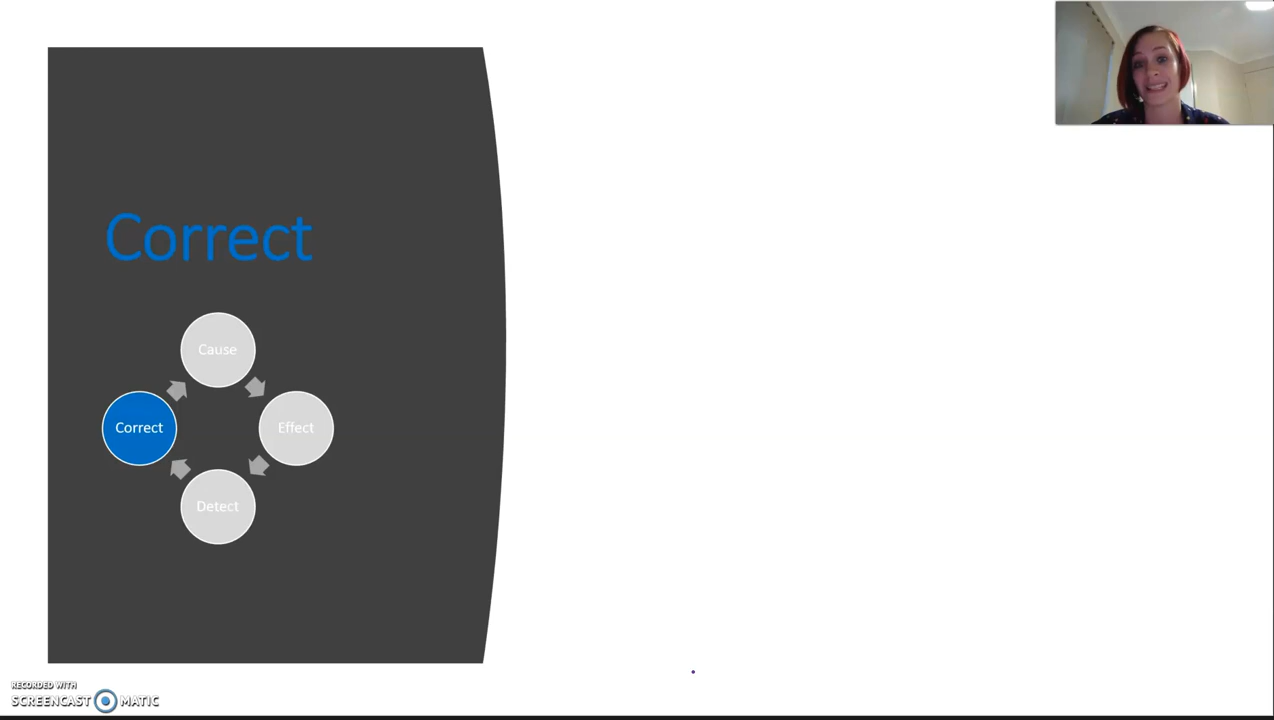 Correct
Cause
Correct
Effect
Detect
RECORDED WITH
SCREENCAST MATIC